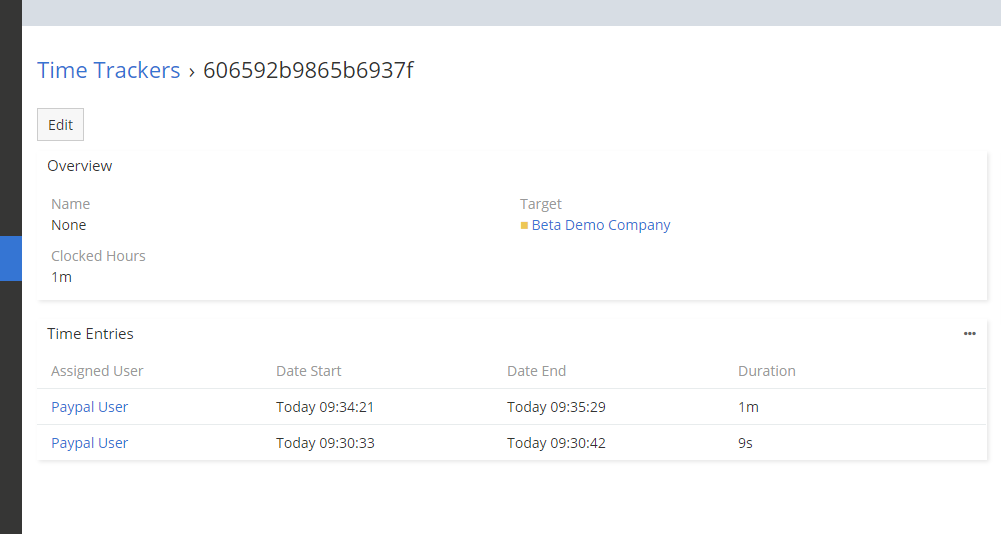 Time Trackers › 606592b9865b6937f
Edit
Overview
Name
None
Target
Beta Demo Company
Clocked Hours
1m
Time Entries •••
Assigned User Date Start Date End Duration
Paypal User Today 09:34:21 Today 09:35:29 1m
Paypal User Today 09:30:33 Today 09:30:42 9s